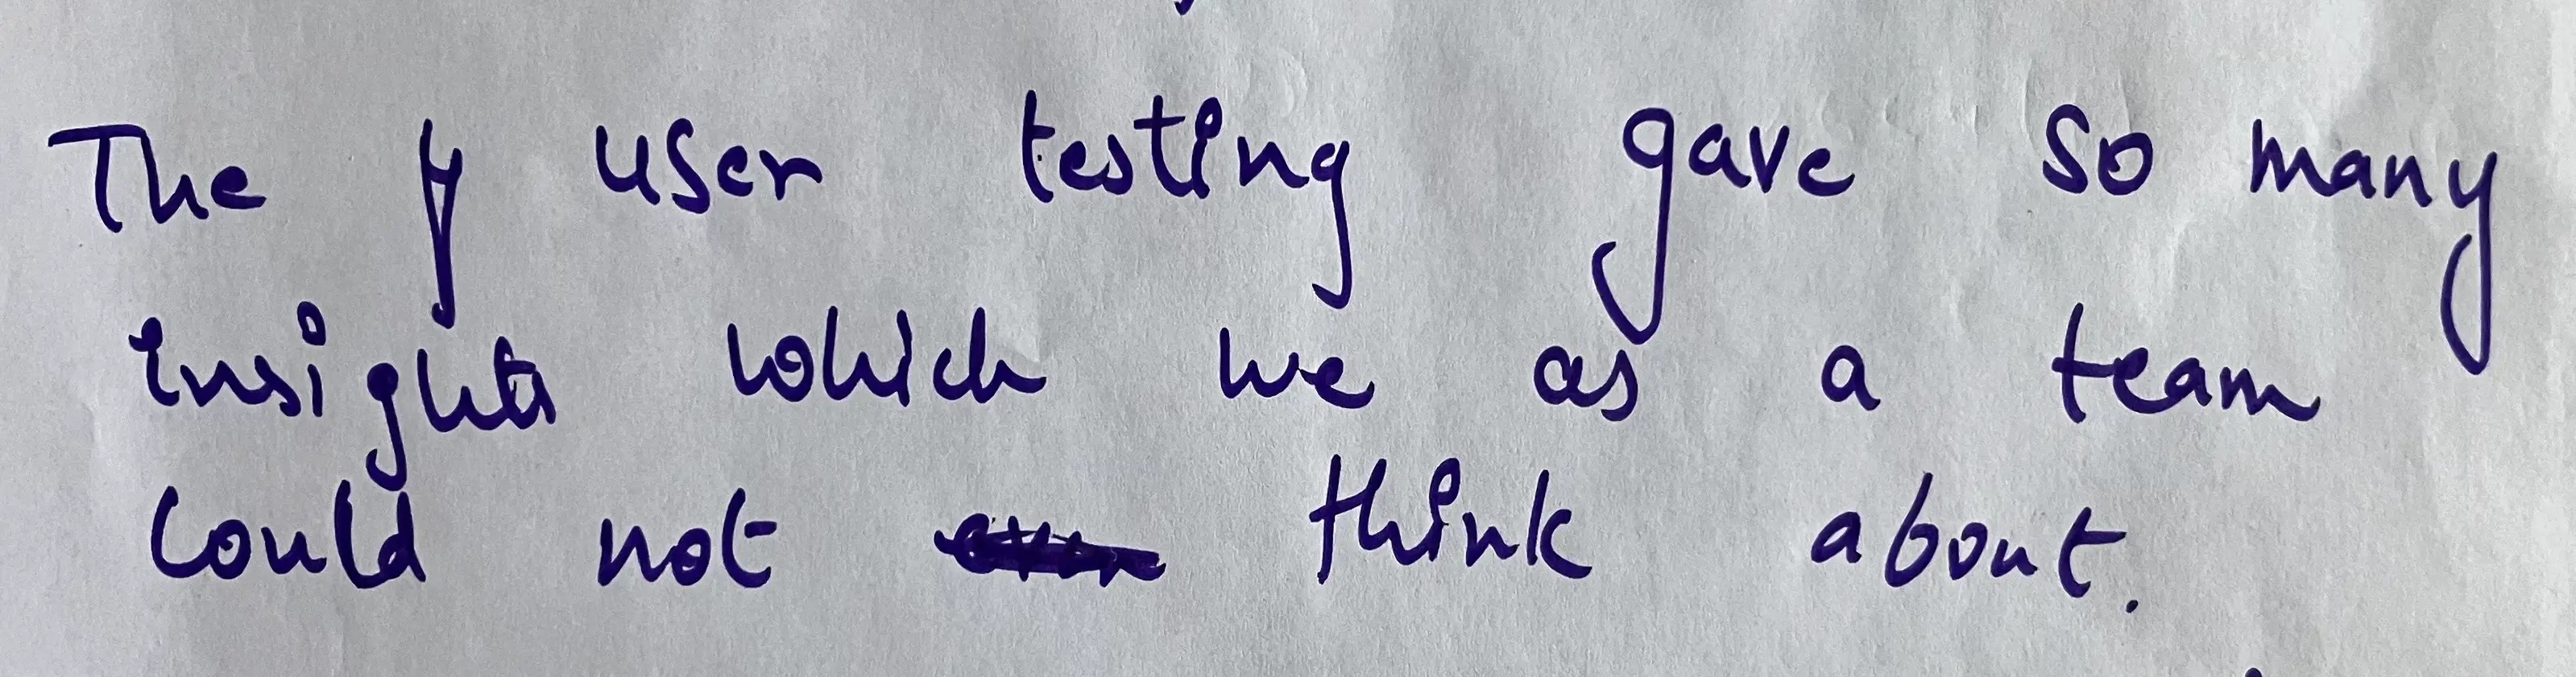 The y user testing gave so many
insights which we as a team
could not think about.